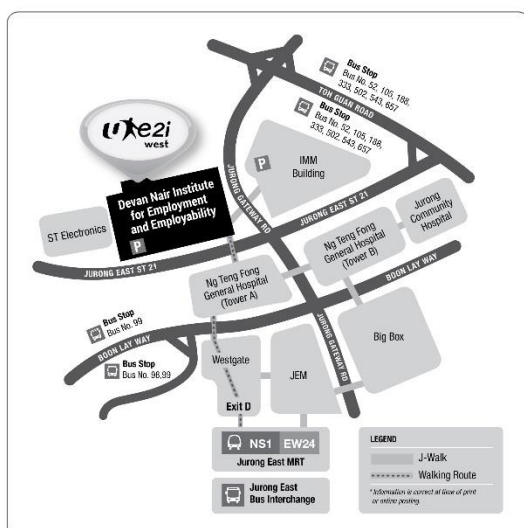 Bus Stop
Bus No. 52, 105, 188,
333, 502, 543, 657
TOH GUAN ROAD
Bus Stop
Bus No. 52, 105, 188,
333, 502, 543, 657
U e2i
west
P
IMM
Building
JURONG GATEWAY RD
Devan Nair Institute
for Employment
and Employability
P
ST Electronics
JURONG EAST ST 21
JURONG EAST ST 21
Jurong
Community
Hospital
Ng Teng Fong
General Hospital
(Tower B)
Ng Teng Fong
General Hospital
(Tower A)
BOON LAY WAY
Bus Stop
Bus No. 99
BOON LAY WAY
Bus Stop
Bus No. 96,99
Westgate
Exit D
JEM
JURONG GATEWAY RD
Big Box
NS1 EW24
Jurong East MRT
Jurong East
Bus Interchange
LEGEND
J-Walk
Walking Route
* Information is correct at time of print
or online posting.